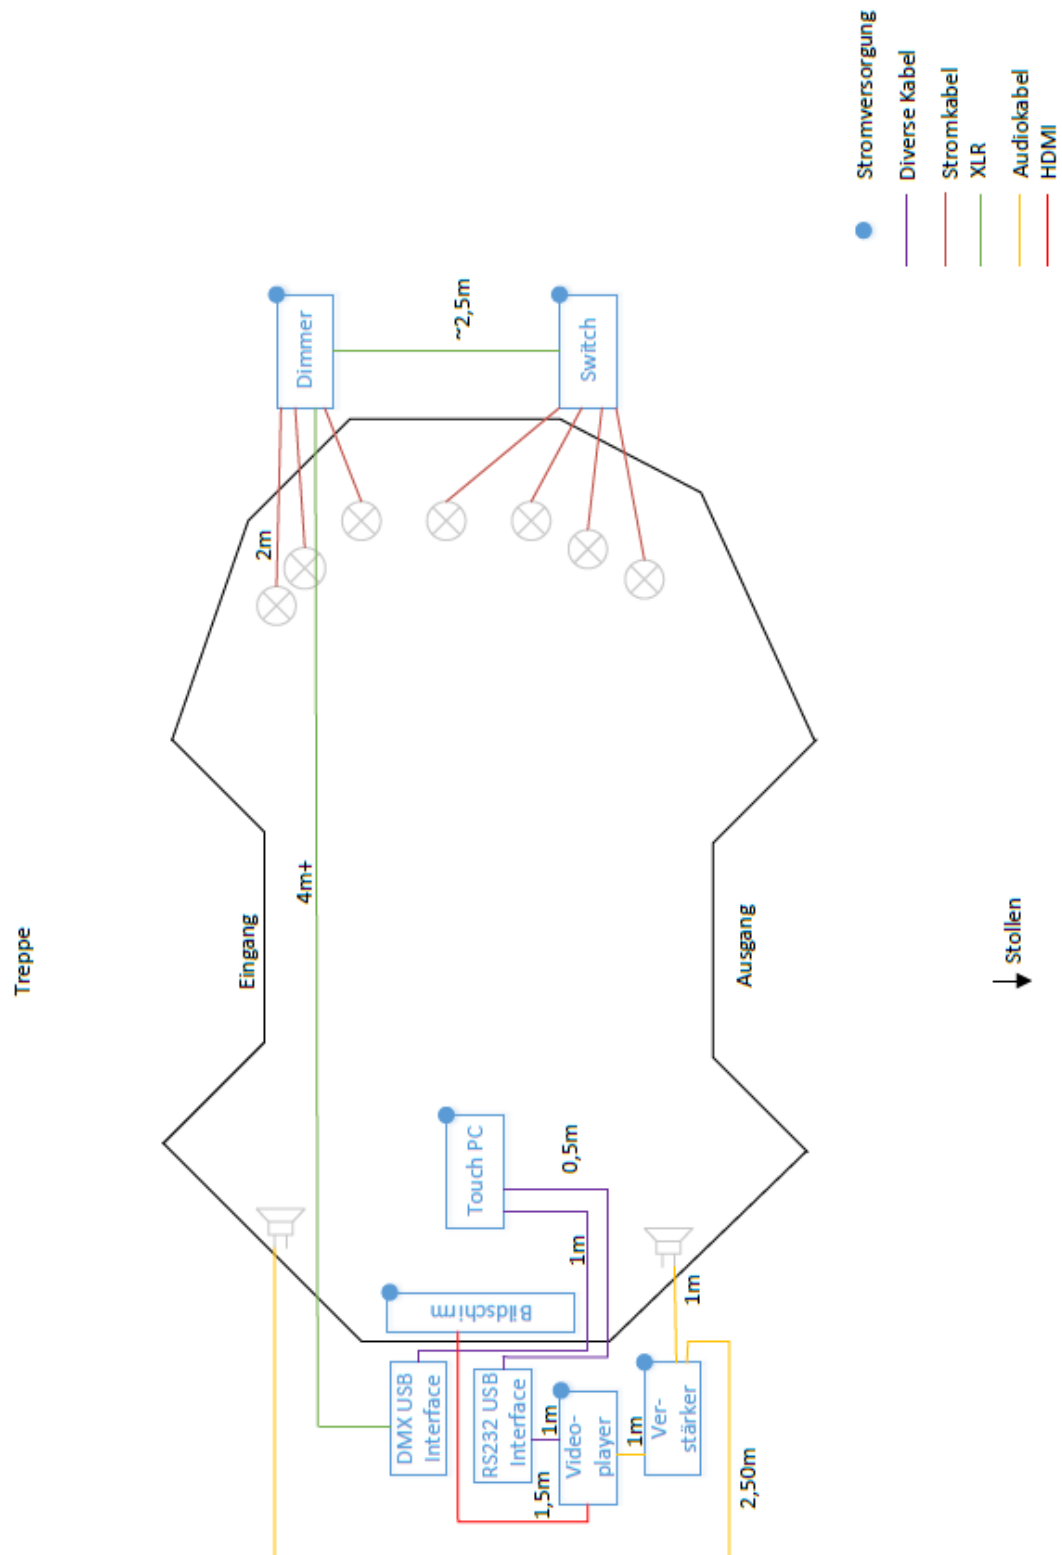 Treppe
Eingang
4m+
2m
Dimmer
~2,5m
Switch
Touch PC
0,5m
1m
Bildschirm
DMX USB
Interface
RS232 USB
Interface
1m
Video-
player
1,5m
1m
Ver-
stärker
1m
2,50m
Ausgang
Stollen
Stromversorgung
Diverse Kabel
Stromkabel
XLR
Audiokabel
HDMI